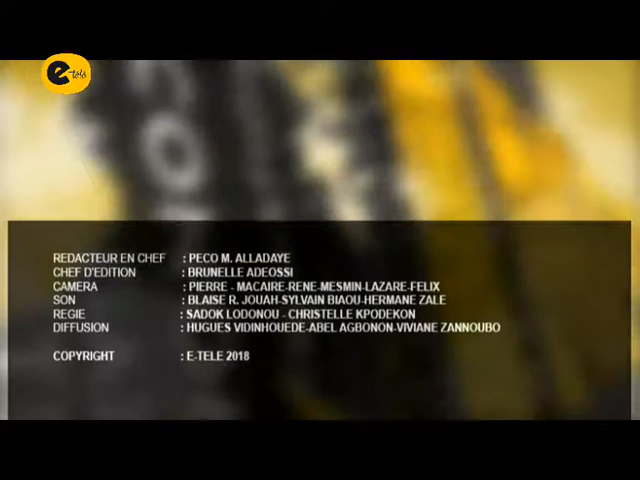 e-télé
REDACTEUR EN CHEF : PECO M. ALLADAYE
CHEF D'EDITION : BRUNELLE ADEOSSI
CAMERA : PIERRE - MACAIRE-RENE-MESMIN-LAZARE-FELIX
SON : BLAISE R. JOUAH-SYLVAIN BIAOU-HERMANE ZALE
REGIE : SADOK LODONOU - CHRISTELLE KPODEKON
DIFFUSION : HUGUES VIDINHOUEDE-ABEL AGBONON-VIVIANE ZANNOUBO
COPYRIGHT : E-TELE 2018